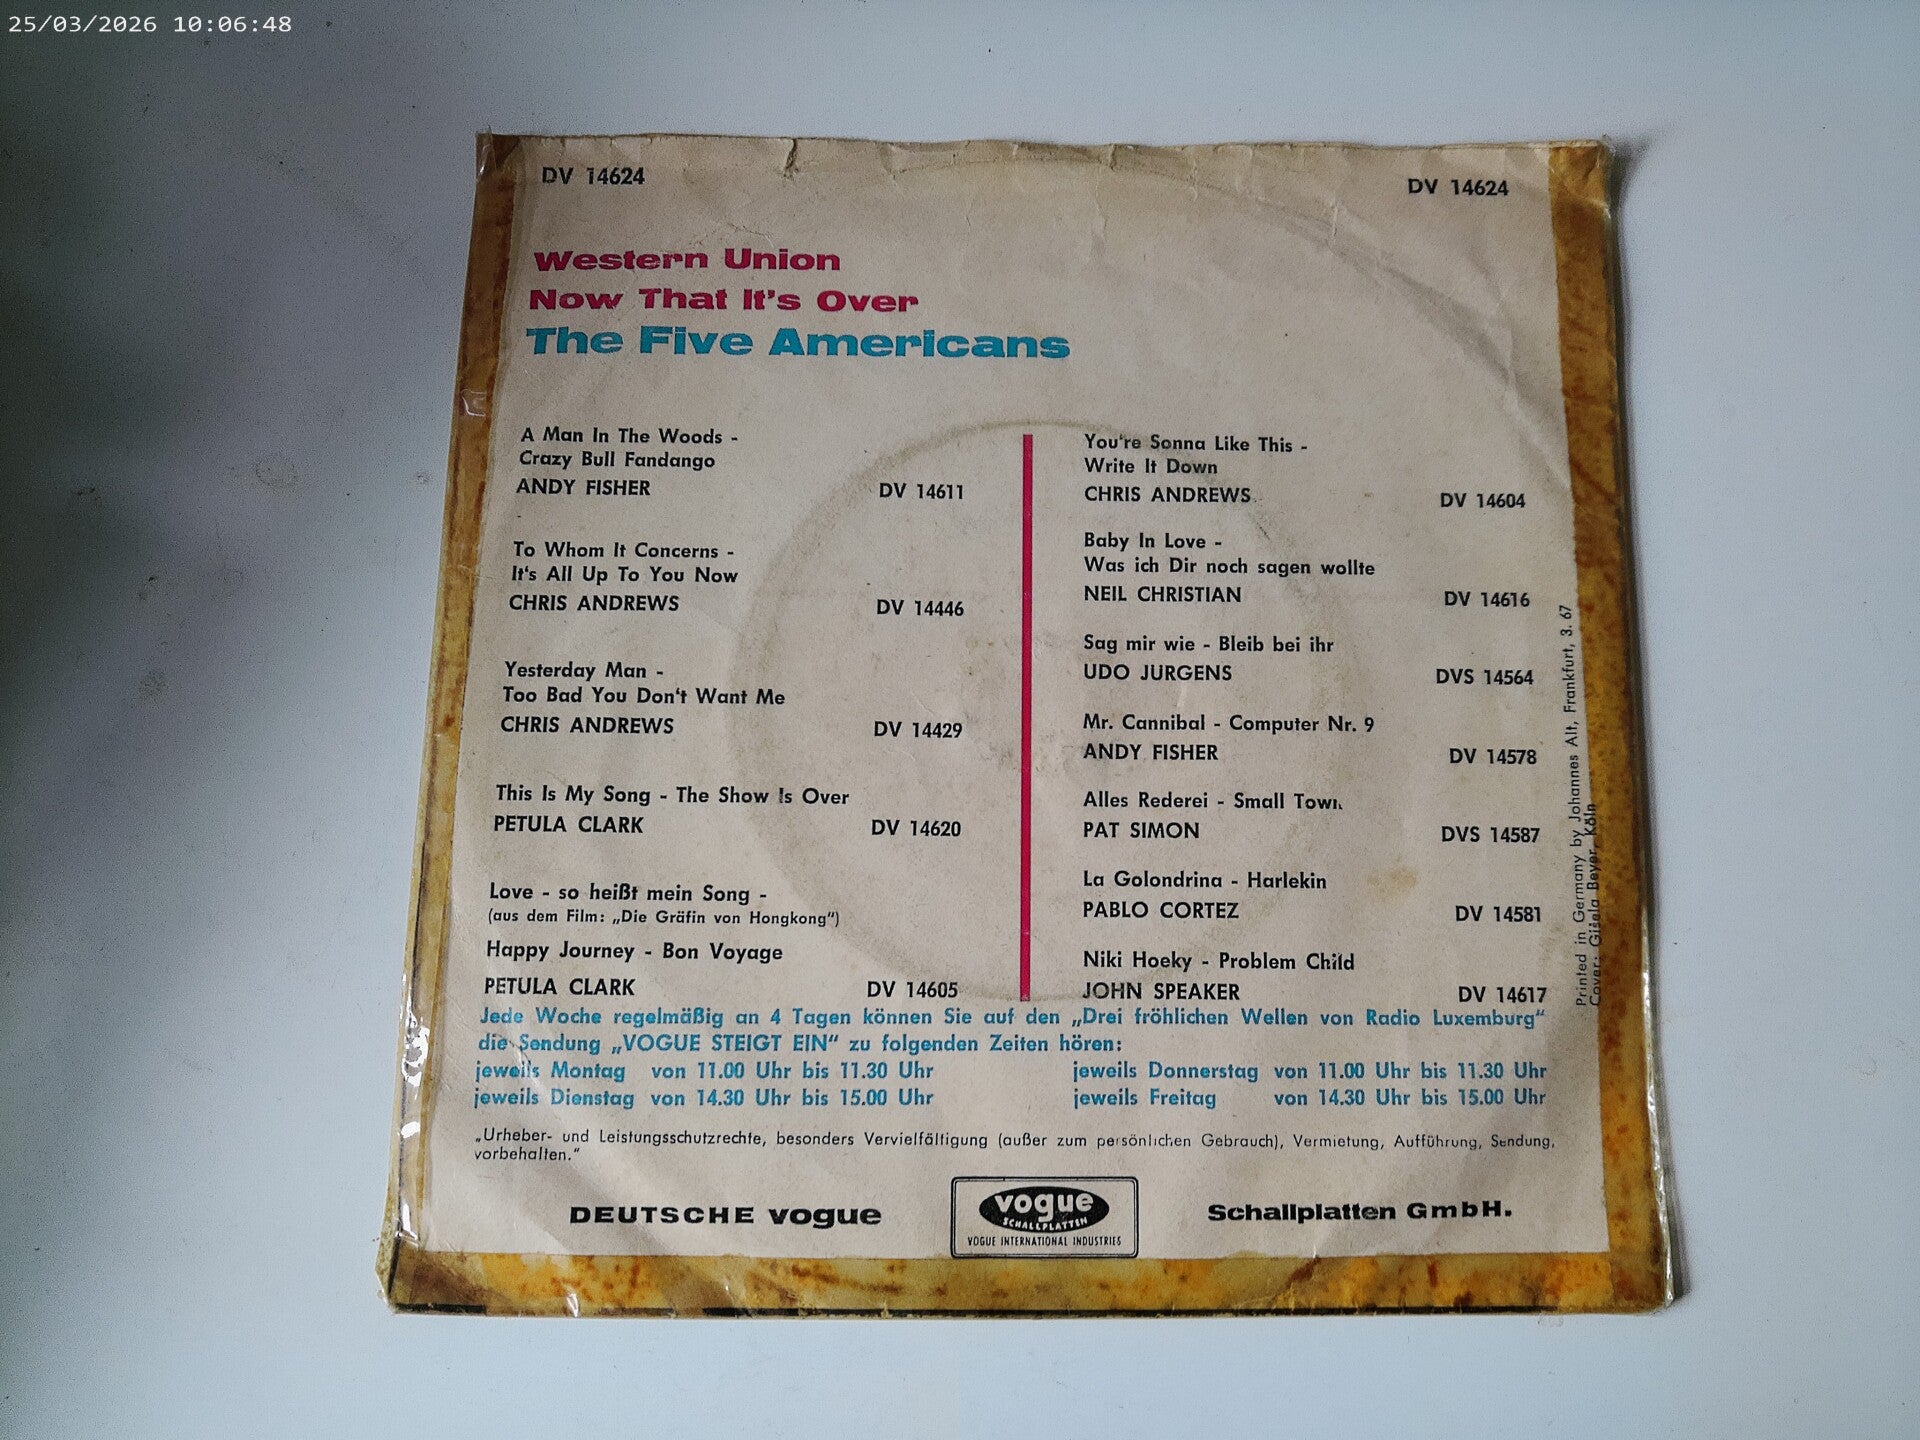 25/03/2026 10:06:48
DV 14624
DV 14624
Western Union
Now That It's Over
The Five Americans
A Man In The Woods -
Crazy Bull Fandango
ANDY FISHER DV 14611
To Whom It Concerns -
It's All Up To You Now
CHRIS ANDREWS DV 14446
Yesterday Man -
Too Bad You Don't Want Me
CHRIS ANDREWS DV 14429
This Is My Song - The Show Is Over
PETULA CLARK DV 14620
Love - so heißt mein Song -
(aus dem Film: „Die Gräfin von Hongkong“)
Happy Journey - Bon Voyage
PETULA CLARK DV 14605
You're Sonna Like This -
Write It Down
CHRIS ANDREWS DV 14604
Baby In Love -
Was ich Dir noch sagen wollte
NEIL CHRISTIAN DV 14616
Sag mir wie - Bleib bei ihr
UDO JURGENS DVS 14564
Mr. Cannibal - Computer Nr. 9
ANDY FISHER DV 14578
Alles Rederei - Small Town
PAT SIMON DVS 14587
La Golondrina - Harlekin
PABLO CORTEZ DV 14581
Niki Hoeky - Problem Child
JOHN SPEAKER DV 14617
Jede Woche regelmäßig an 4 Tagen können Sie auf den „Drei fröhlichen Wellen von Radio Luxemburg“
die Sendung „VOGUE STEIGT EIN“ zu folgenden Zeiten hören:
jeweils Montag von 11.00 Uhr bis 11.30 Uhr jeweils Donnerstag von 11.00 Uhr bis 11.30 Uhr
jeweils Dienstag von 14.30 Uhr bis 15.00 Uhr jeweils Freitag von 14.30 Uhr bis 15.00 Uhr
„Urheber- und Leistungsschutzrechte, besonders Vervielfältigung (außer zum persönlichen Gebrauch), Vermietung, Aufführung, Sendung,
vorbehalten.“
DEUTSCHE vogue
vogue
SCHALLPLATTEN
VOGUE INTERNATIONAL INDUSTRIES
Schallplatten GmbH.
Printed in Germany by Johannes Alt, Frankfurt, 3. 67
Cover: Gisela Beyer, Köln